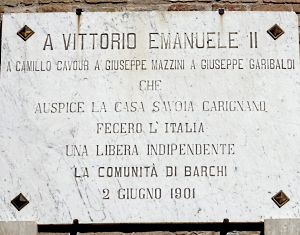 A VITTORIO EMANUELE II
A CAMILLO CAVOUR A GIUSEPPE MAZZINI A GIUSEPPE GARIBALDI
CHE
AUSPICE LA CASA SAVOIA CARIGNANO
FECERO L'ITALIA
UNA LIBERA INDIPENDENTE
LA COMUNITÀ DI BARCHI
2 GIUGNO 1901